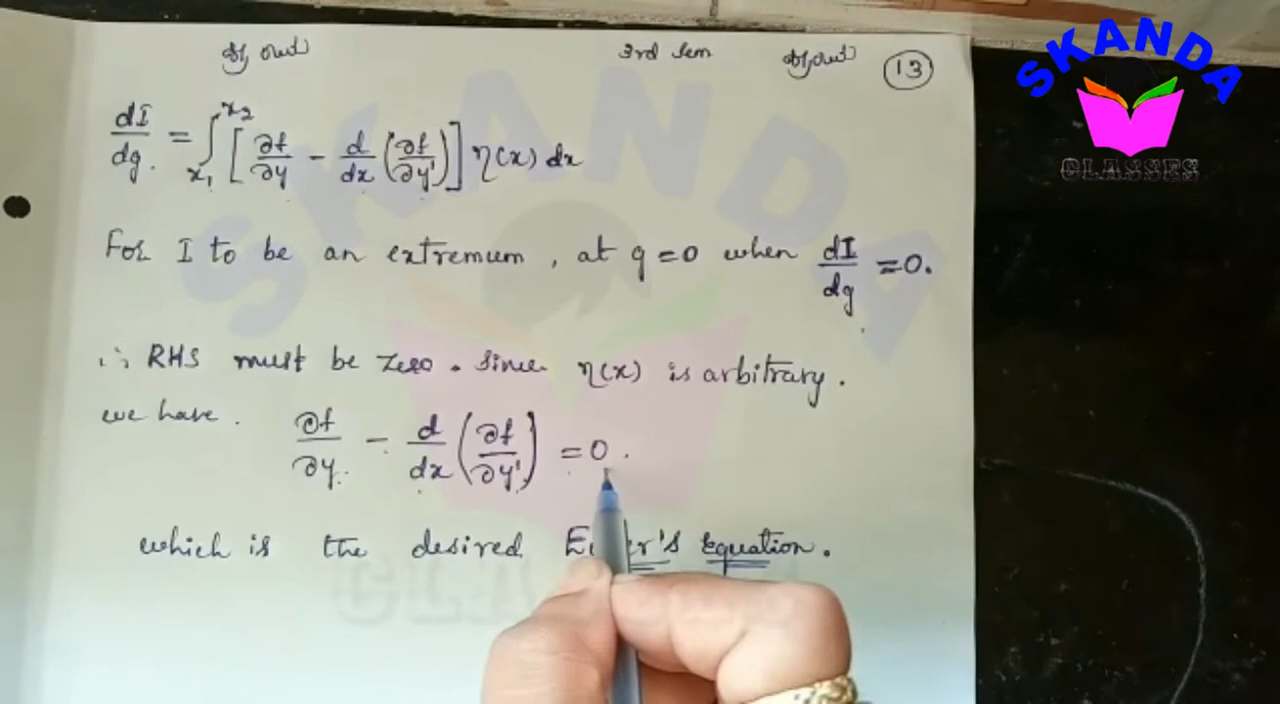 3rd sem
13
SKANDA
CLASSES
dI/dg = ∫_{x₁}^{x₂} [∂f/∂y − d/dx (∂f/∂y')] η(x) dx
For I to be an extremum, at g = 0 when dI/dg = 0.
∴ RHS must be zero. Since η(x) is arbitrary.
we have. ∂f/∂y − d/dx (∂f/∂y') = 0.
which is the desired Equation.